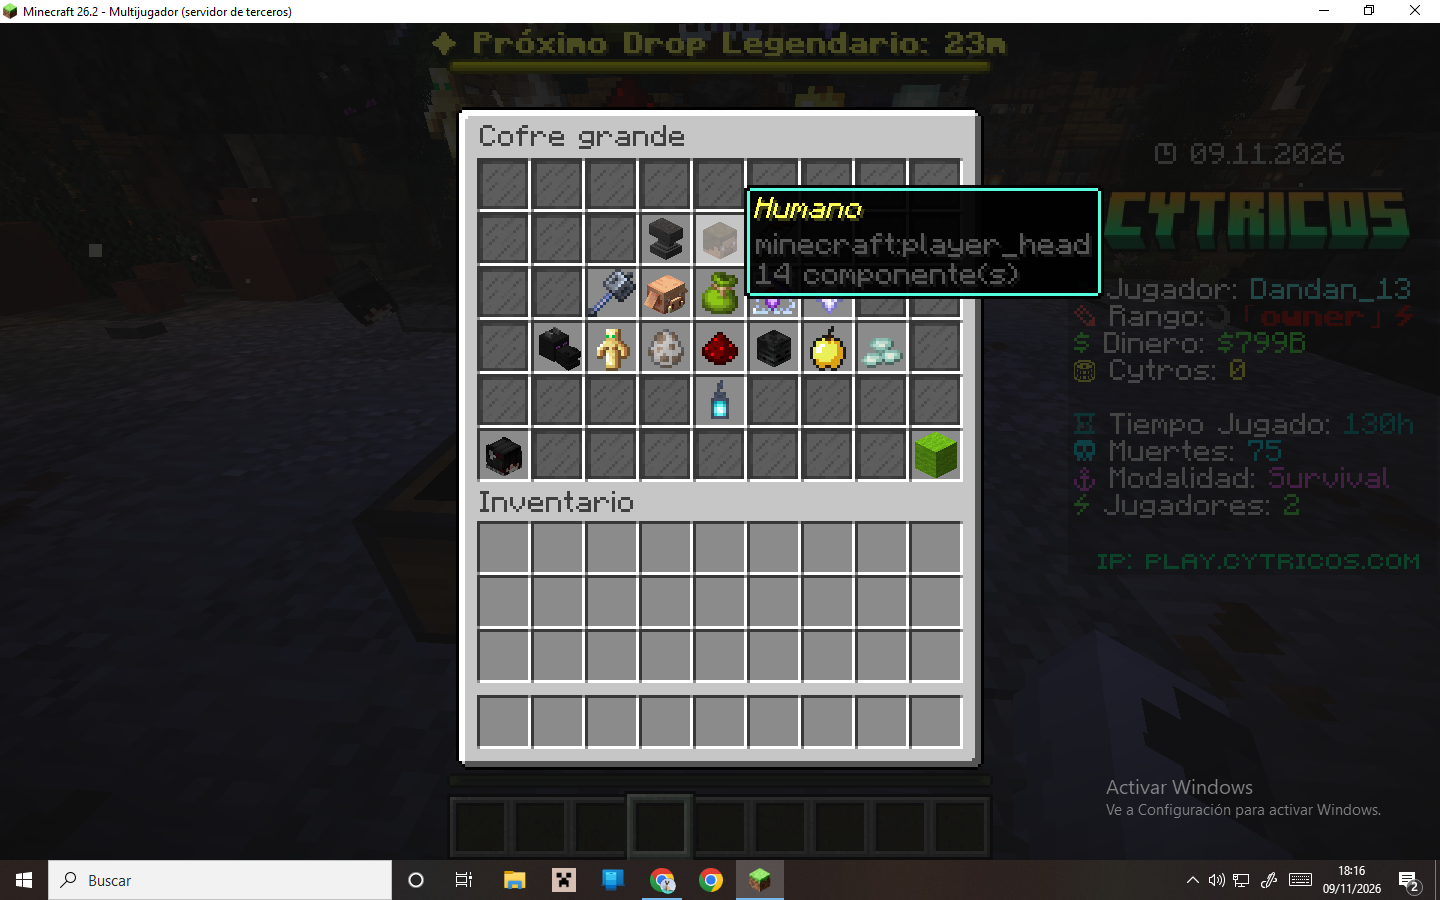 Minecraft 26.2 - Multijugador (servidor de terceros)
Próximo Drop Legendario: 23m
Cofre grande
Humano
minecraft:player_head
14 componente(s)
Inventario
09.11.2026
CYTRICOS
Jugador: Dandan_13
Rango: 「owner」
Dinero: $799B
Cytros: 0
Tiempo Jugado: 130h
Muertes: 75
Modalidad: Survival
Jugadores: 2
IP: PLAY.CYTRICOS.COM
Activar Windows
Ve a Configuración para activar Windows.
Buscar
18:16
09/11/2026
2